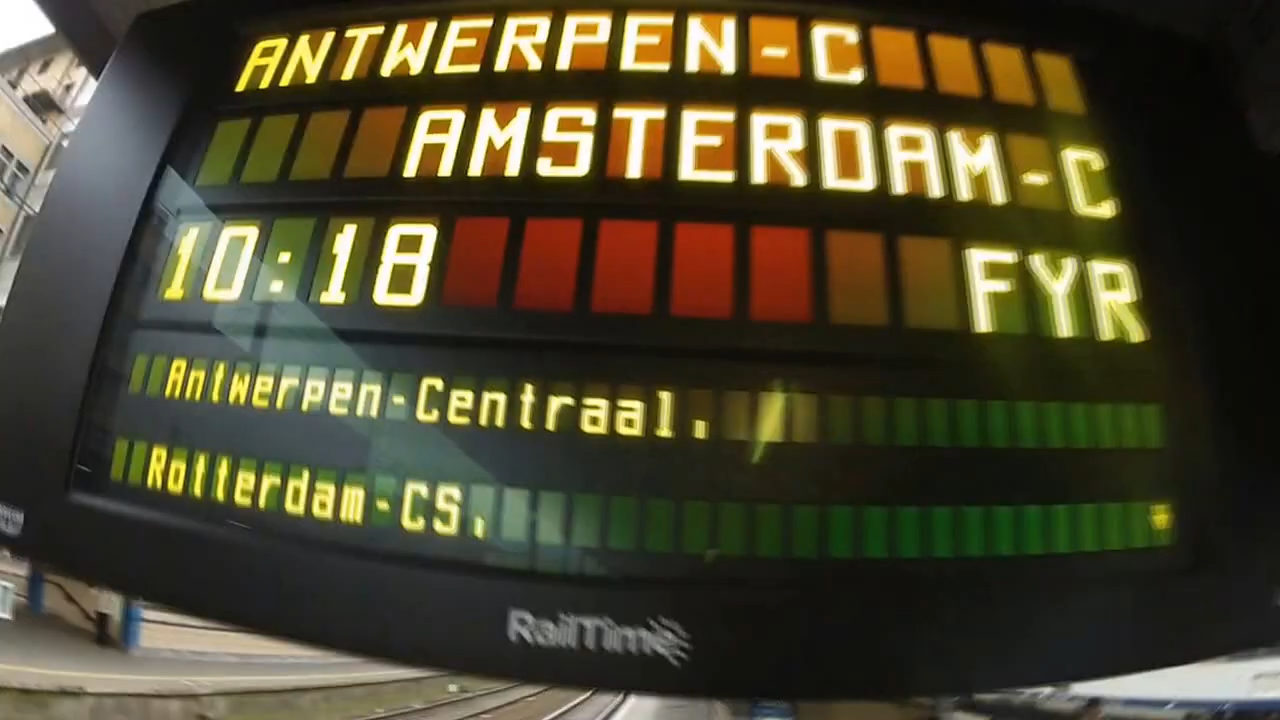 ANTWERPEN-C
AMSTERDAM-C
10:18 FYR
Antwerpen-Centraal.
Rotterdam-CS.
RailTime